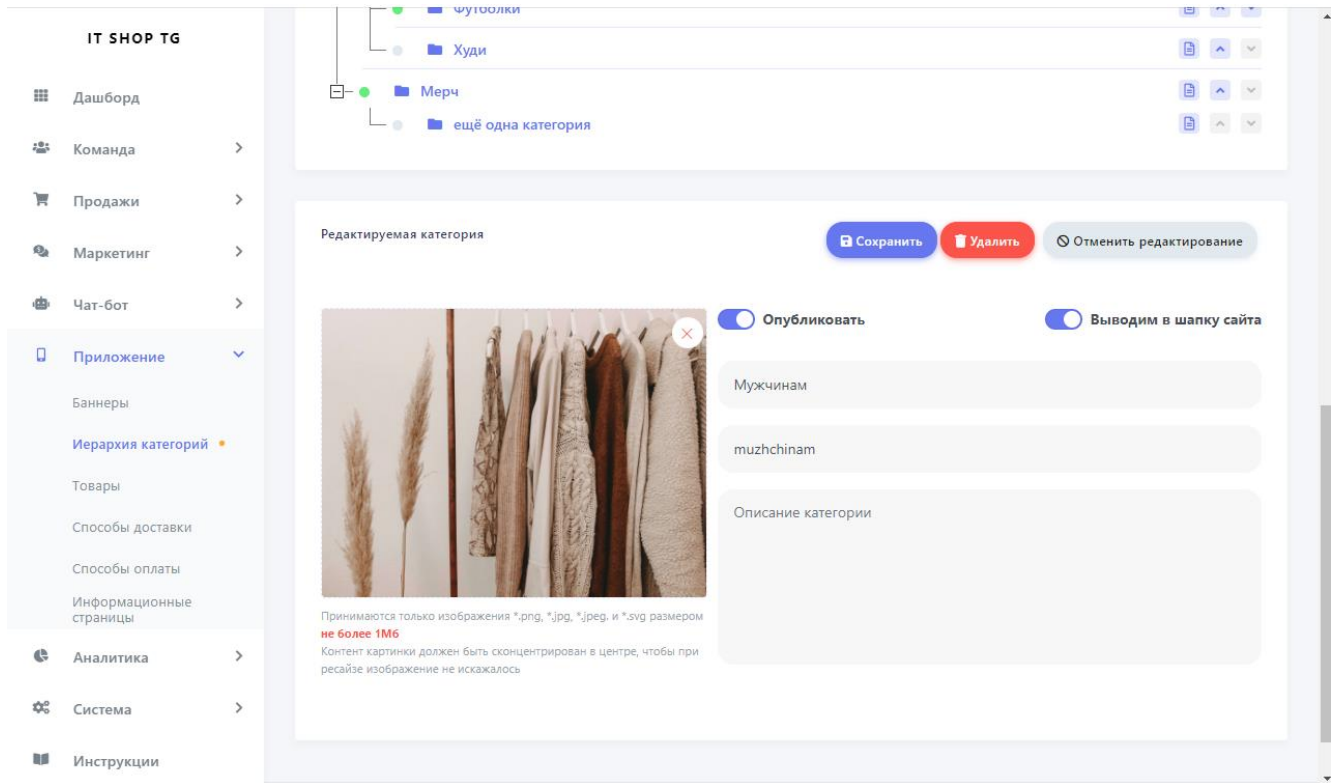 IT SHOP TG
Дашборд
Команда
Продажи
Маркетинг
Чат-бот
Приложение
Баннеры
Иерархия категорий
Товары
Способы доставки
Способы оплаты
Информационные
страницы
Аналитика
Система
Инструкции
Футболки
Худи
Мерч
ещё одна категория
Редактируемая категория
Сохранить
Удалить
Отменить редактирование
Опубликовать
Выводим в шапку сайта
Мужчинам
muzhchinam
Описание категории
Принимаются только изображения *.png, *.jpg, *.jpeg. и *.svg размером
не более 1Мб
Контент картинки должен быть сконцентрирован в центре, чтобы при
ресайзе изображение не искажалось